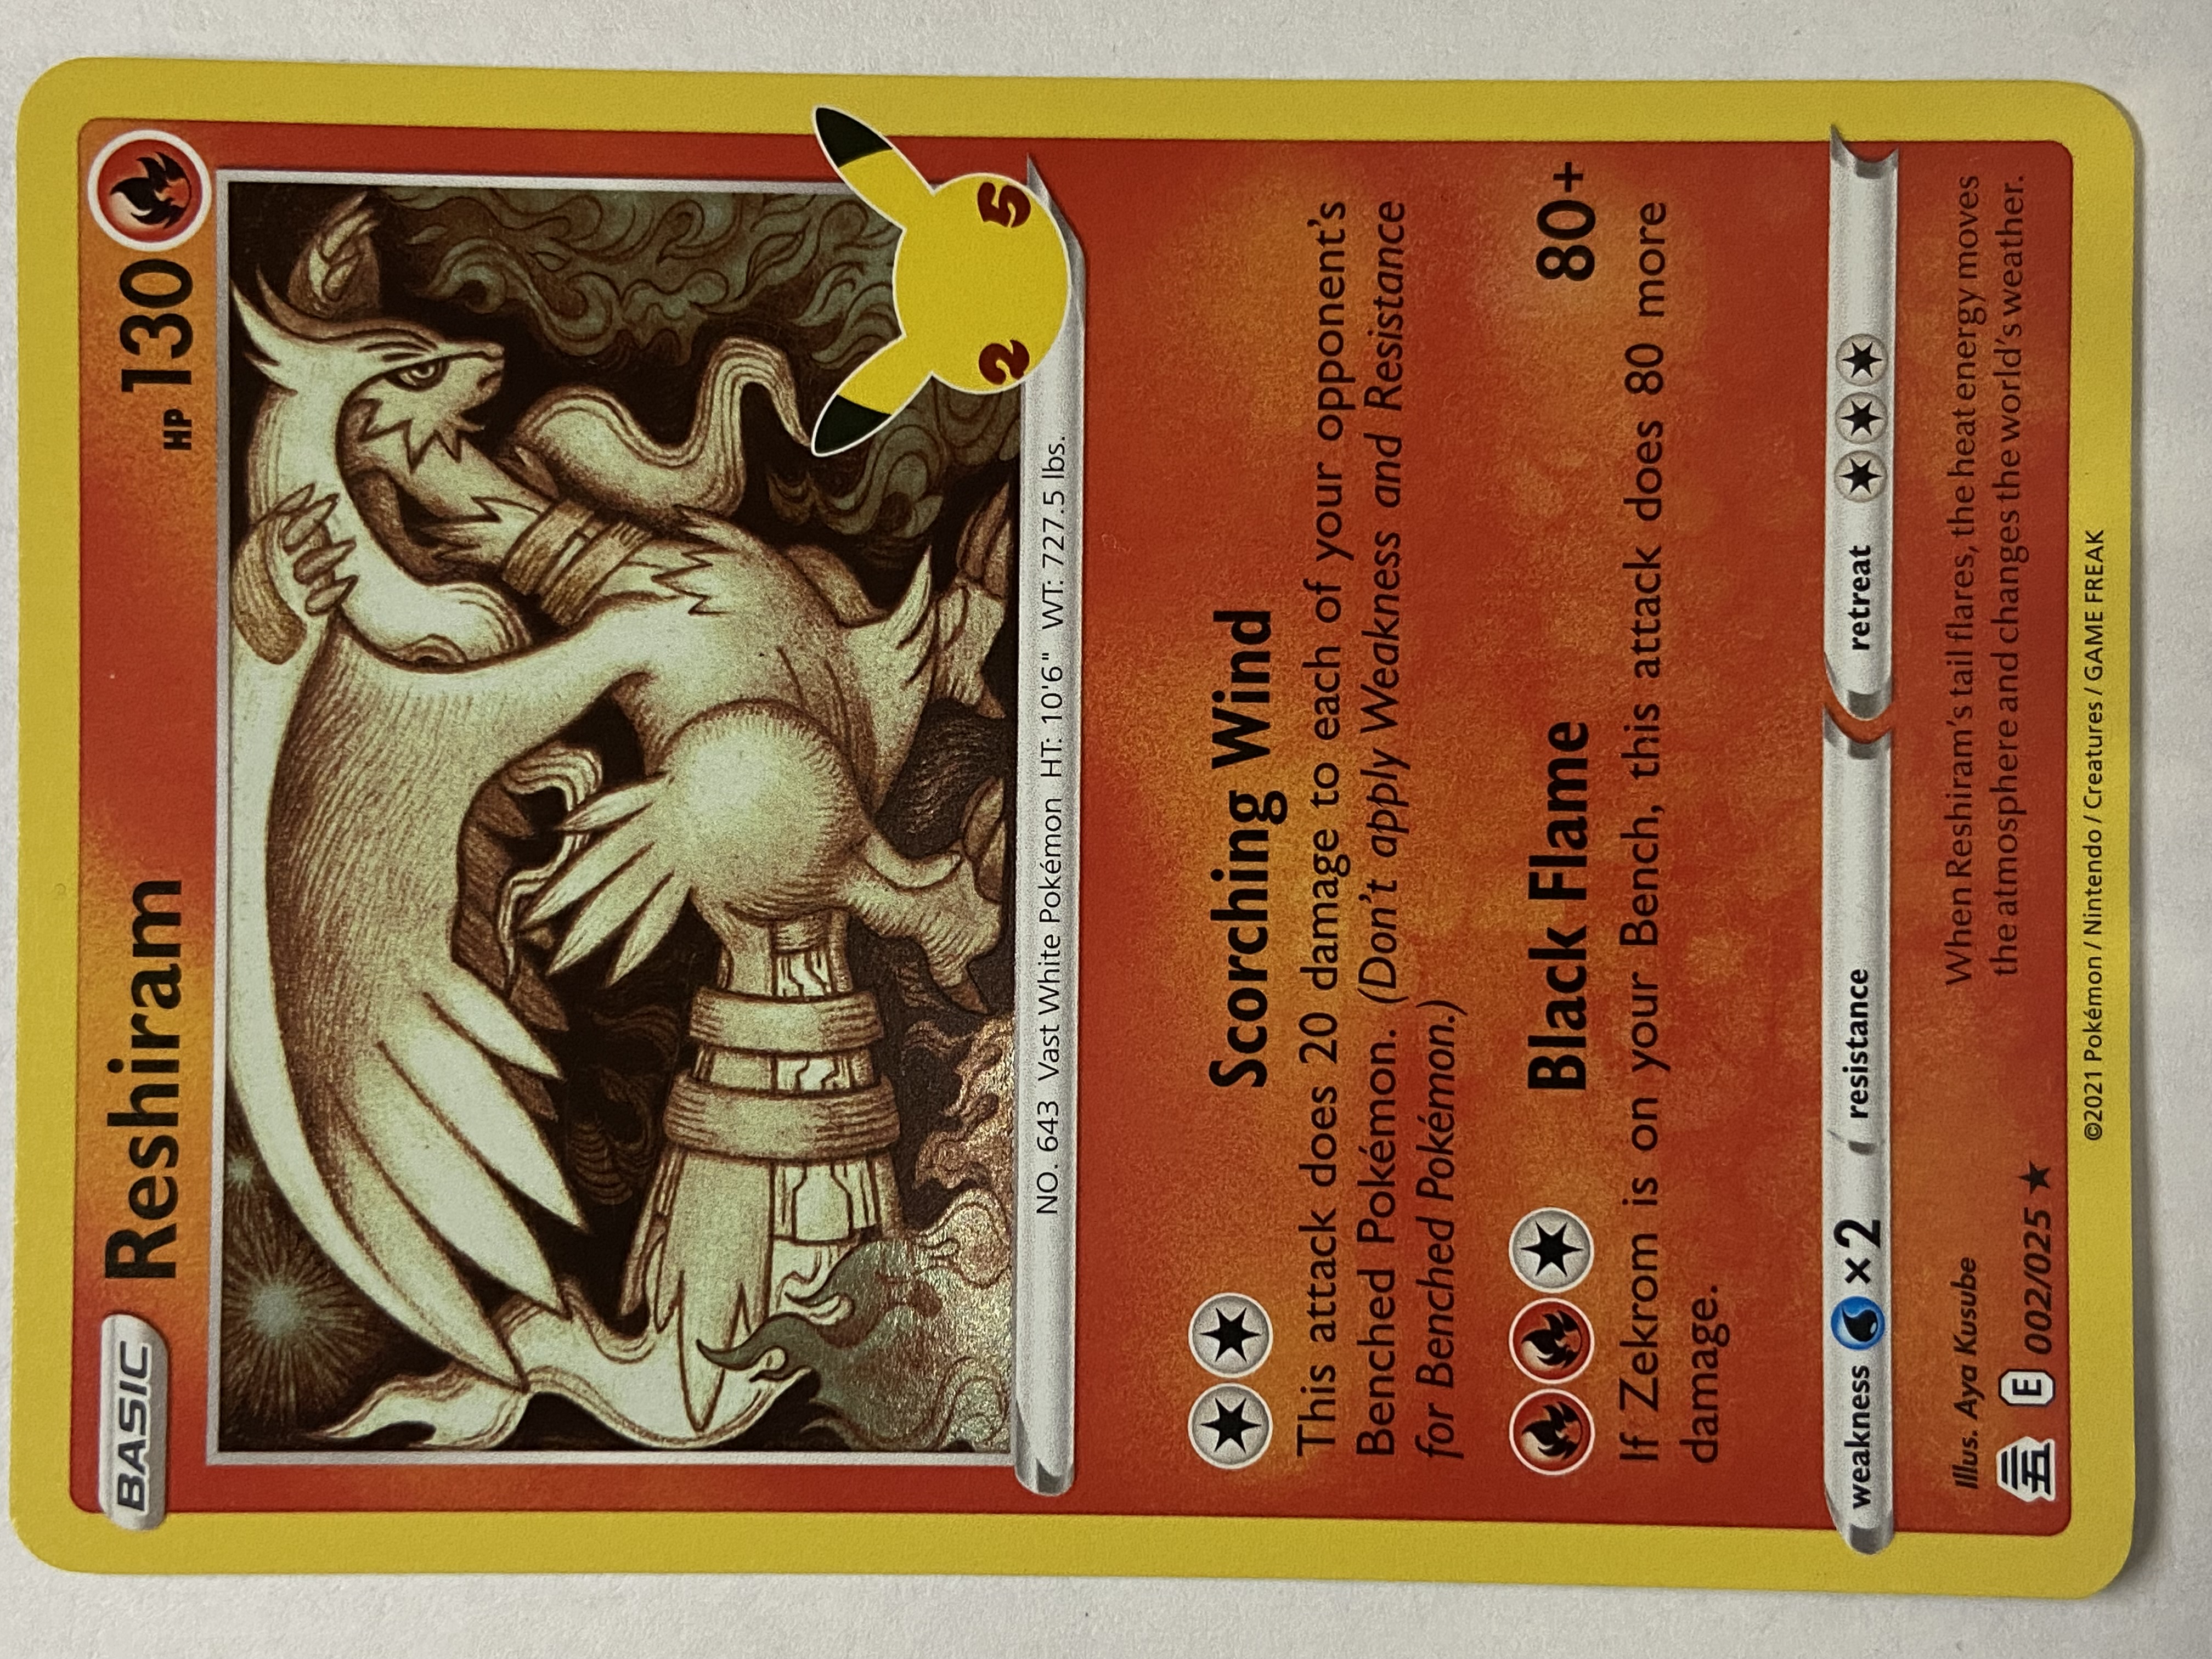 BASIC Reshiram HP 130
25
NO. 643 Vast White Pokémon HT: 10'6" WT: 727.5 lbs.
Scorching Wind
This attack does 20 damage to each of your opponent's
Benched Pokémon. (Don't apply Weakness and Resistance
for Benched Pokémon.)
Black Flame 80+
If Zekrom is on your Bench, this attack does 80 more
damage.
weakness ×2 resistance retreat
Illus. Aya Kusube
When Reshiram's tail flares, the heat energy moves
the atmosphere and changes the world's weather.
E 002/025 ★
©2021 Pokémon / Nintendo / Creatures / GAME FREAK